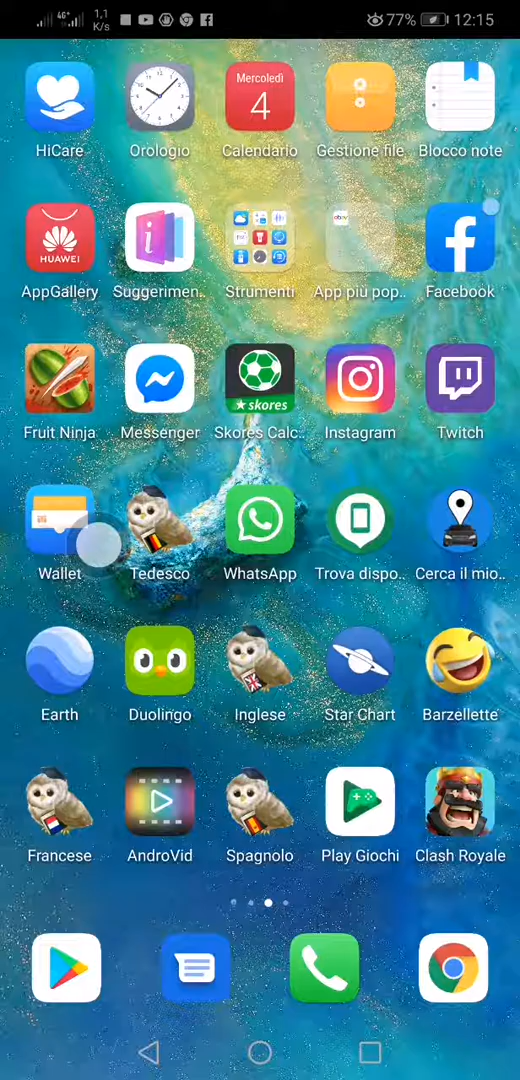 4G+ 1,1 K/s 77% 12:15
HiCare Orologio Mercoledì 4 Calendario Gestione file Blocco note
HUAWEI
AppGallery Suggerimen.. Strumenti ebay App più pop.. Facebook
★skores
Fruit Ninja Messenger Skores Calc.. Instagram Twitch
Wallet Tedesco WhatsApp Trova dispo.. Cerca il mio..
Earth Duolingo Inglese Star Chart Barzellette
Francese AndroVid Spagnolo Play Giochi Clash Royale